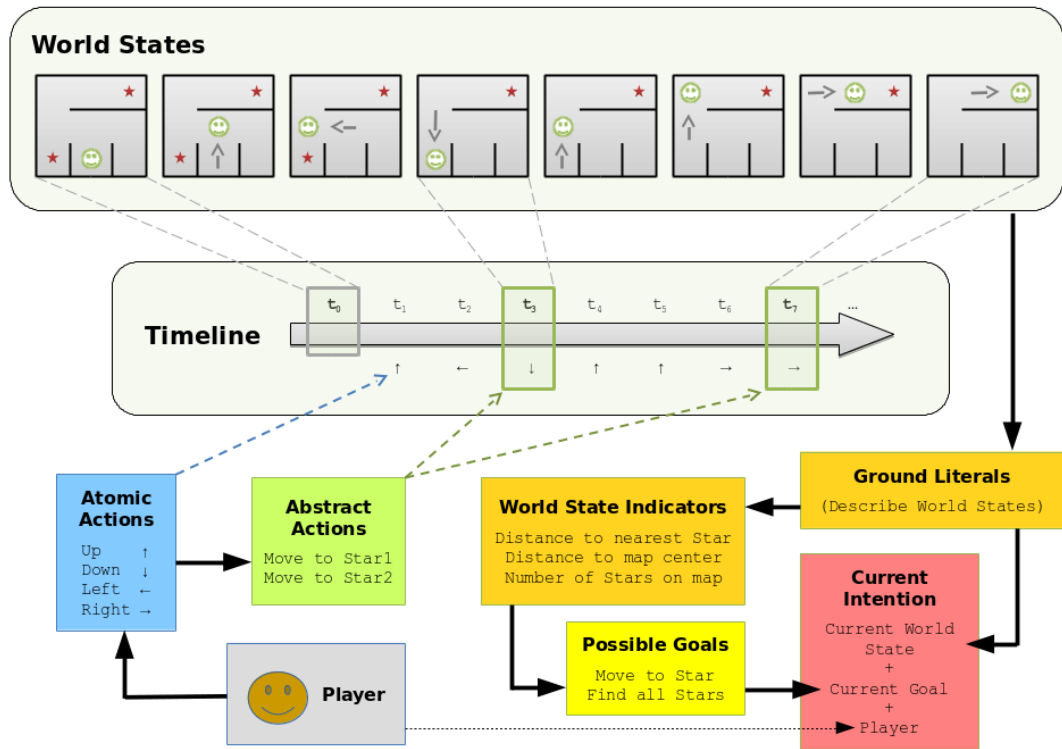 World States
t0 t1 t2 t3 t4 t5 t6 t7 ...
Timeline
↑ ← ↓ ↑ ↑ → →
Atomic
Actions
Up ↑
Down ↓
Left ←
Right →
Abstract
Actions
Move to Star1
Move to Star2
World State Indicators
Distance to nearest Star
Distance to map center
Number of Stars on map
Ground Literals
(Describe World States)
Possible Goals
Move to Star
Find all Stars
Current
Intention
Current World
State
+
Current Goal
+
Player
Player